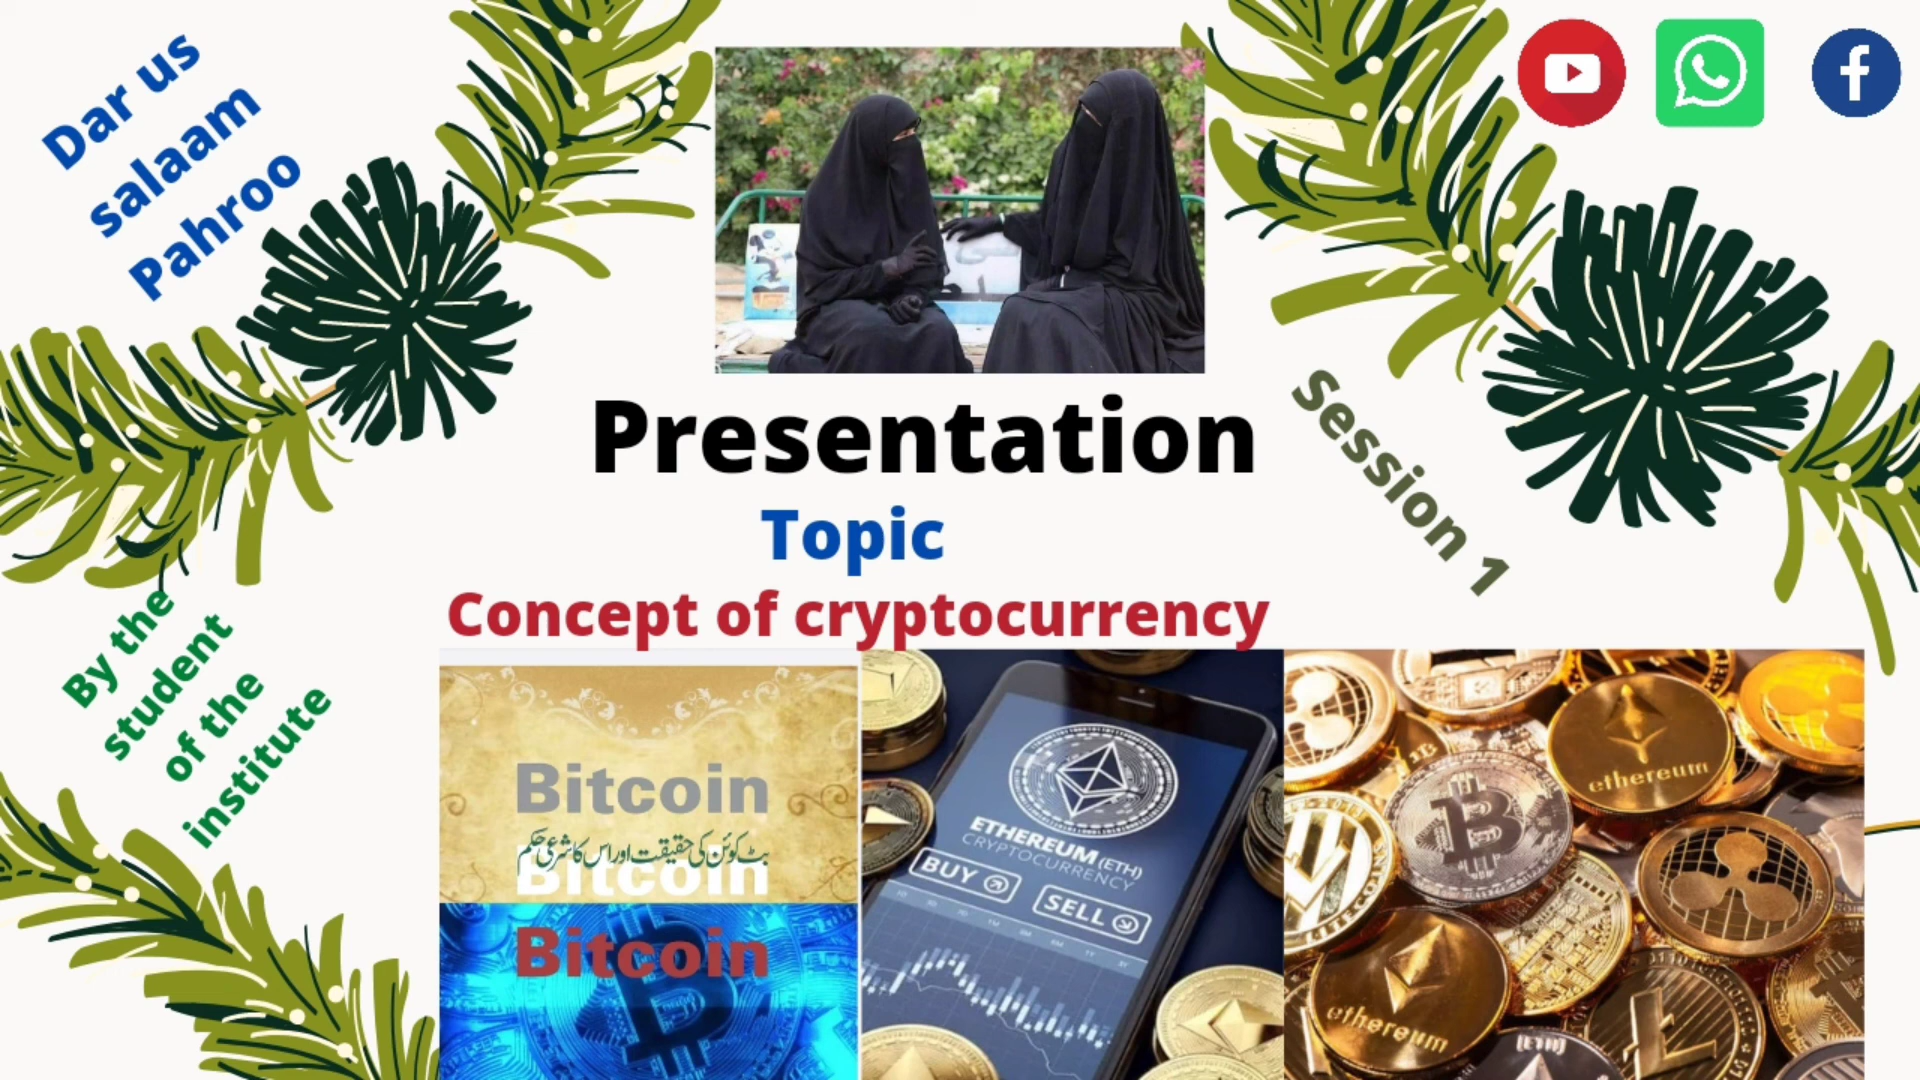 Dar us
salaam
Pahroo
Presentation
Topic
Concept of cryptocurrency
Session 1
By the
student
of the
institute
Bitcoin
بٹ کوئن کی حقیقت اور اس کا شرعی حکم
Bitcoin
Bitcoin
ETHEREUM (ETH)
CRYPTOCURRENCY
BUY
SELL
ethereum
ethereum
(ETH)